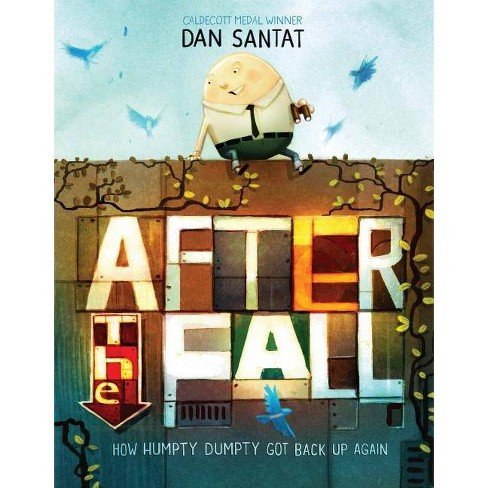 CALDECOTT MEDAL WINNER
DAN SANTAT
AFTER
The FALL
HOW HUMPTY DUMPTY GOT BACK UP AGAIN